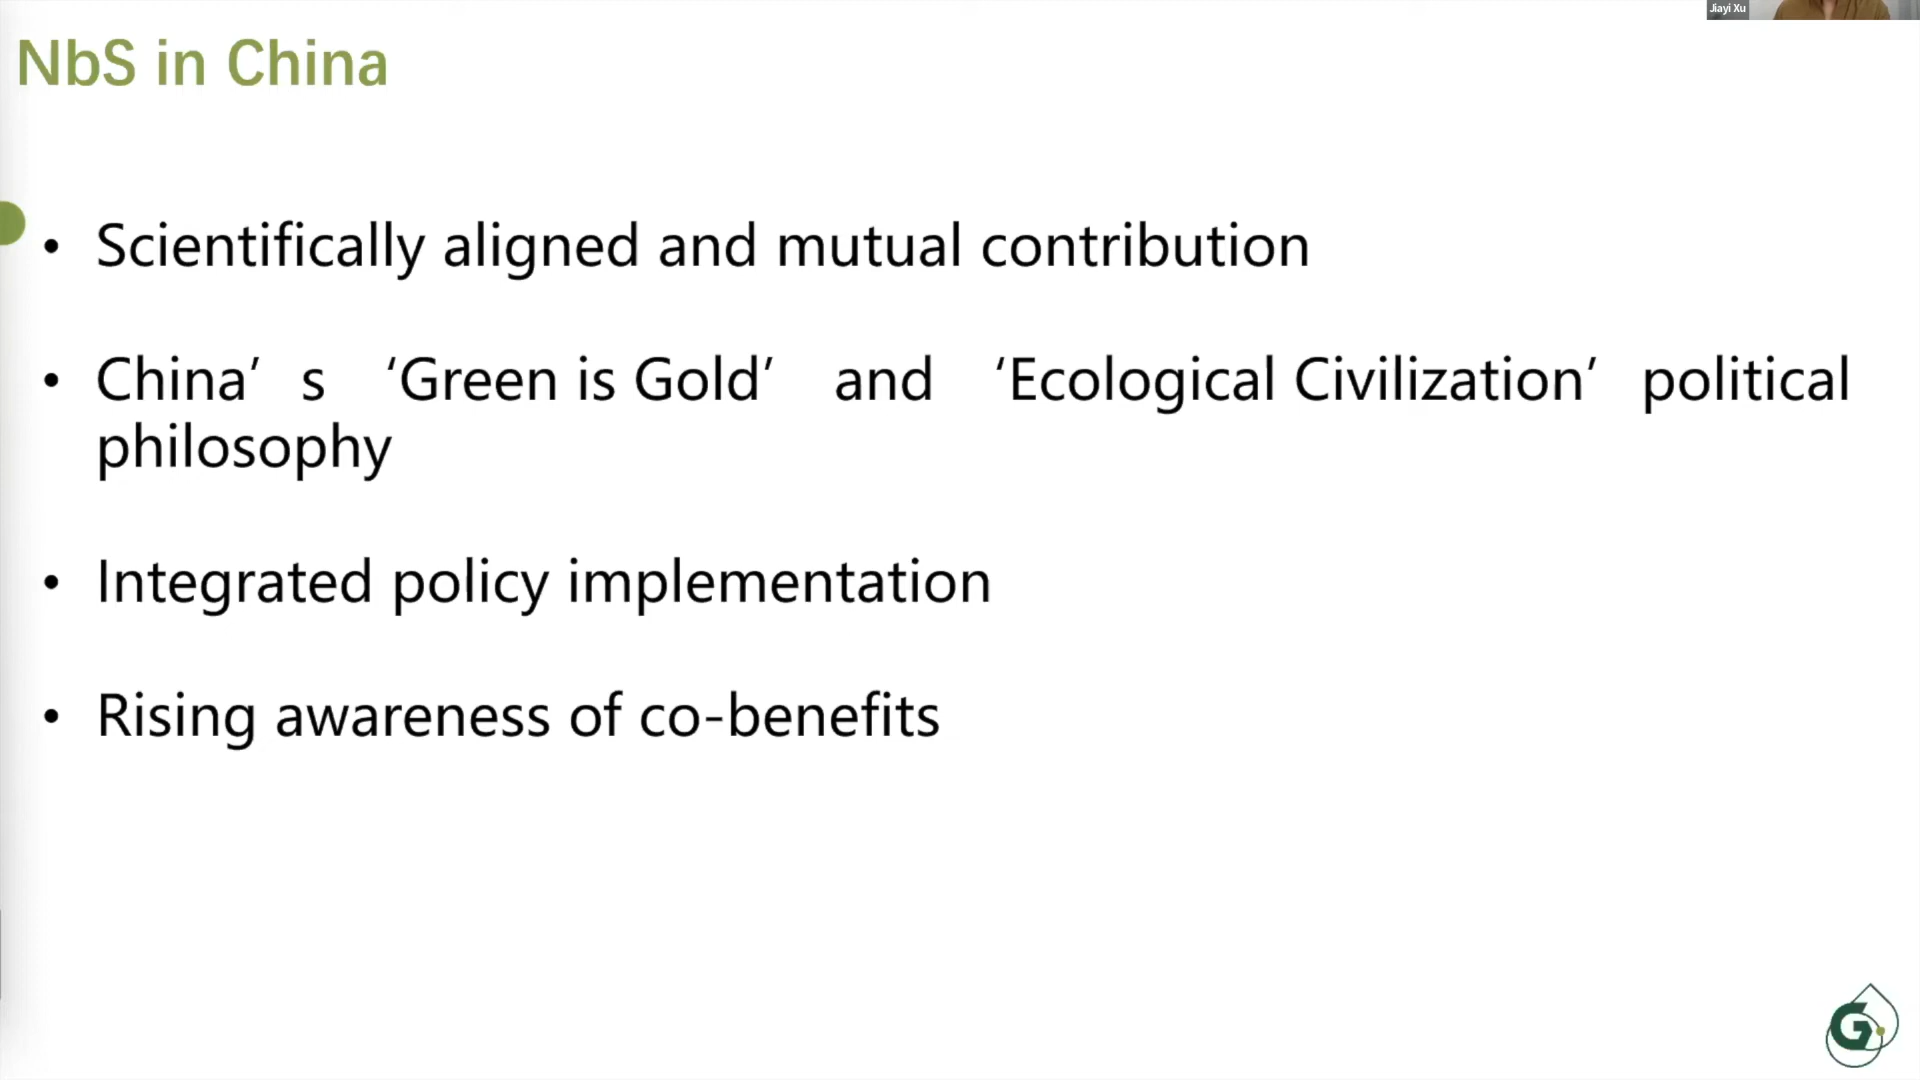 Jiayi Xu
NbS in China
• Scientifically aligned and mutual contribution
• China’s ‘Green is Gold’ and ‘Ecological Civilization’ political
philosophy
• Integrated policy implementation
• Rising awareness of co-benefits
G